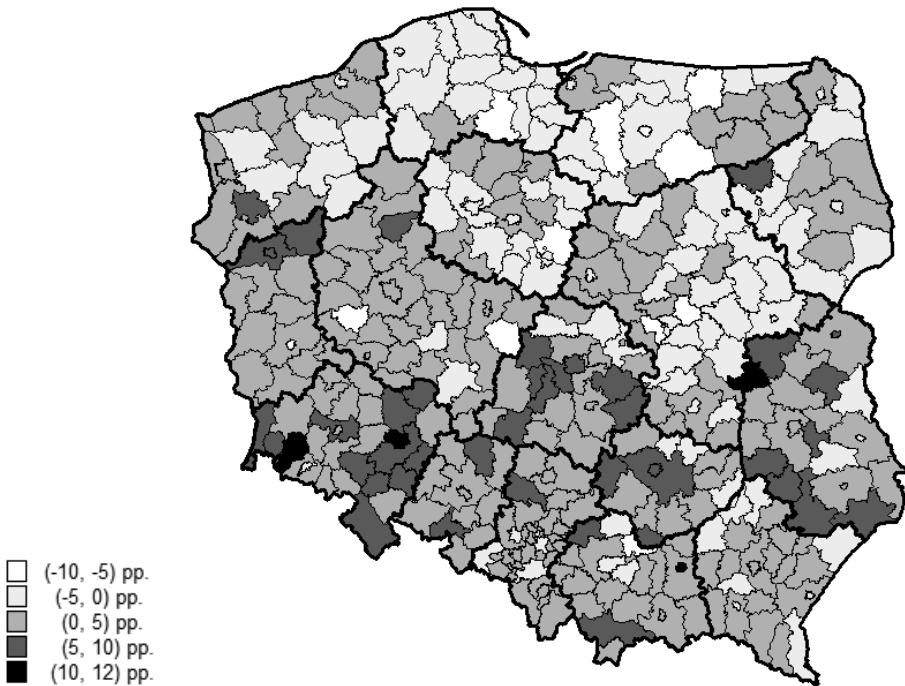 (-10, -5) pp.
(-5, 0) pp.
(0, 5) pp.
(5, 10) pp.
(10, 12) pp.